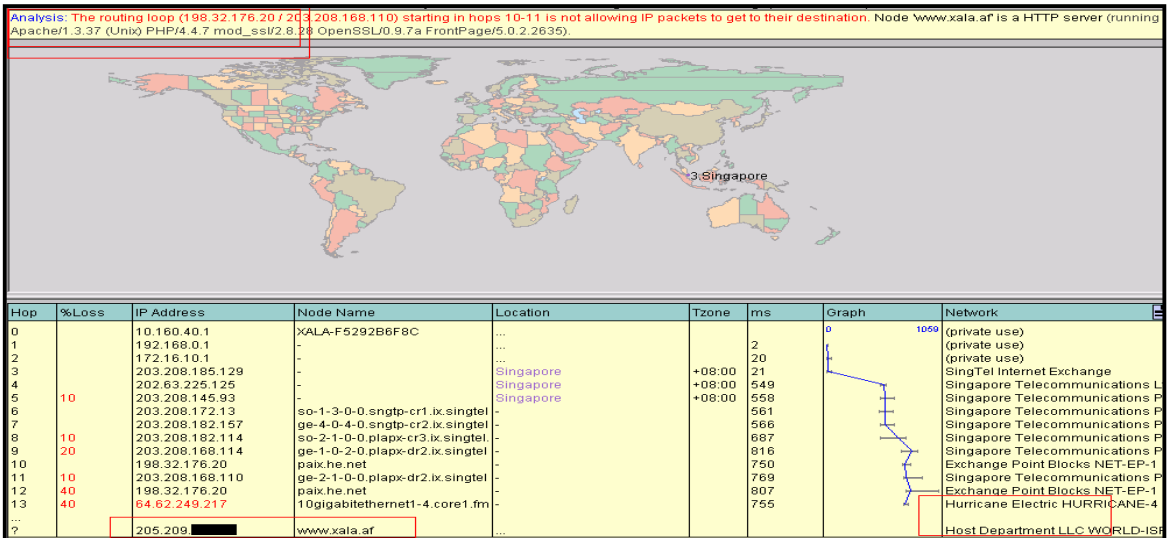 Analysis: The routing loop (198.32.176.20 / 203.208.168.110) starting in hops 10-11 is not allowing IP packets to get to their destination. Node 'www.xala.af' is a HTTP server (running
Apache/1.3.37 (Unix) PHP/4.4.7 mod_ssl/2.8.28 OpenSSL/0.9.7a FrontPage/5.0.2.2635).
3.Singapore
Hop %Loss IP Address Node Name Location Tzone ms Graph Network
0 10.160.40.1 XALA-F5292B6F8C ... 0 1059 (private use)
1 192.168.0.1 - ... 2 (private use)
2 172.16.10.1 - ... 20 (private use)
3 203.208.185.129 - Singapore +08:00 21 SingTel Internet Exchange
4 202.63.225.125 - Singapore +08:00 549 Singapore Telecommunications L
5 10 203.208.145.93 - Singapore +08:00 558 Singapore Telecommunications P
6 203.208.172.13 so-1-3-0-0.sngtp-cr1.ix.singtel - 561 Singapore Telecommunications P
7 203.208.182.157 ge-4-0-4-0.sngtp-cr2.ix.singtel - 566 Singapore Telecommunications P
8 10 203.208.182.114 so-2-1-0-0.plapx-cr3.ix.singtel. - 687 Singapore Telecommunications P
9 20 203.208.168.114 ge-1-0-2-0.plapx-dr2.ix.singtel - 816 Singapore Telecommunications P
10 198.32.176.20 paix.he.net - 750 Exchange Point Blocks NET-EP-1
11 10 203.208.168.110 ge-2-1-0-0.plapx-dr2.ix.singtel - 769 Singapore Telecommunications P
12 40 198.32.176.20 paix.he.net - 807 Exchange Point Blocks NET-EP-1
13 40 64.62.249.217 10gigabitethernet1-4.core1.fm - 755 Hurricane Electric HURRICANE-4
...
? 205.209. www.xala.af ... Host Department LLC WORLD-ISP